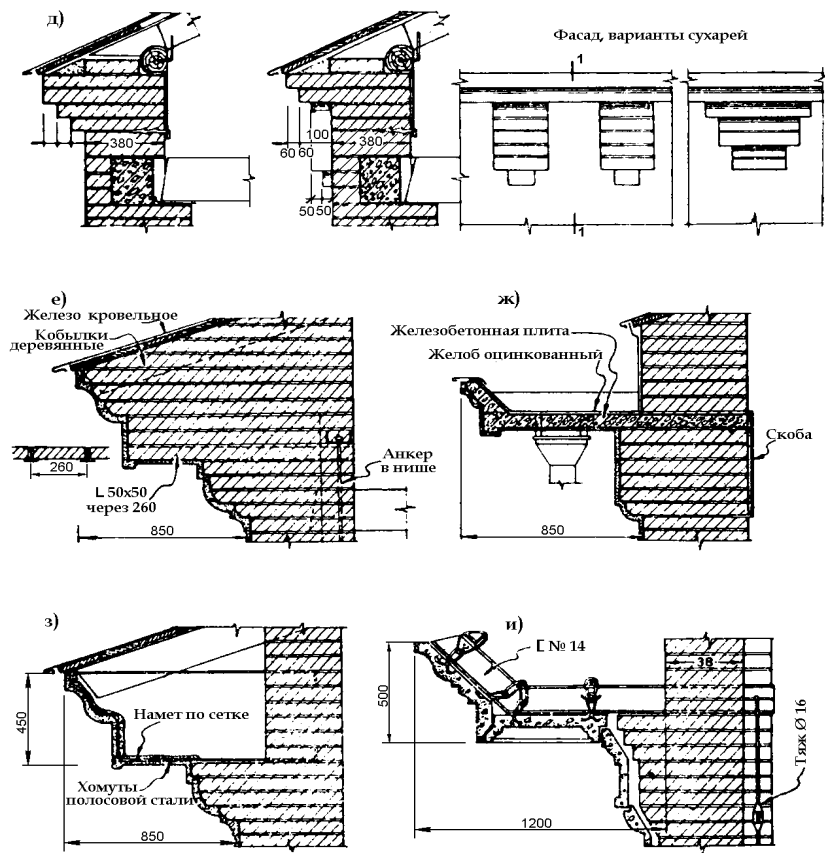 д)
Фасад, варианты сухарей
1
380
100
60 60
380
50 50
1
е)
Железо кровельное
Кобылки
деревянные
260
L 50x50
через 260
Анкер
в нише
850
ж)
Железобетонная плита
Желоб оцинкованный
Скоба
850
з)
450
Намет по сетке
Хомуты
полосовой стали
850
и)
[ № 14
500
38
Тяж Ø 16
1200